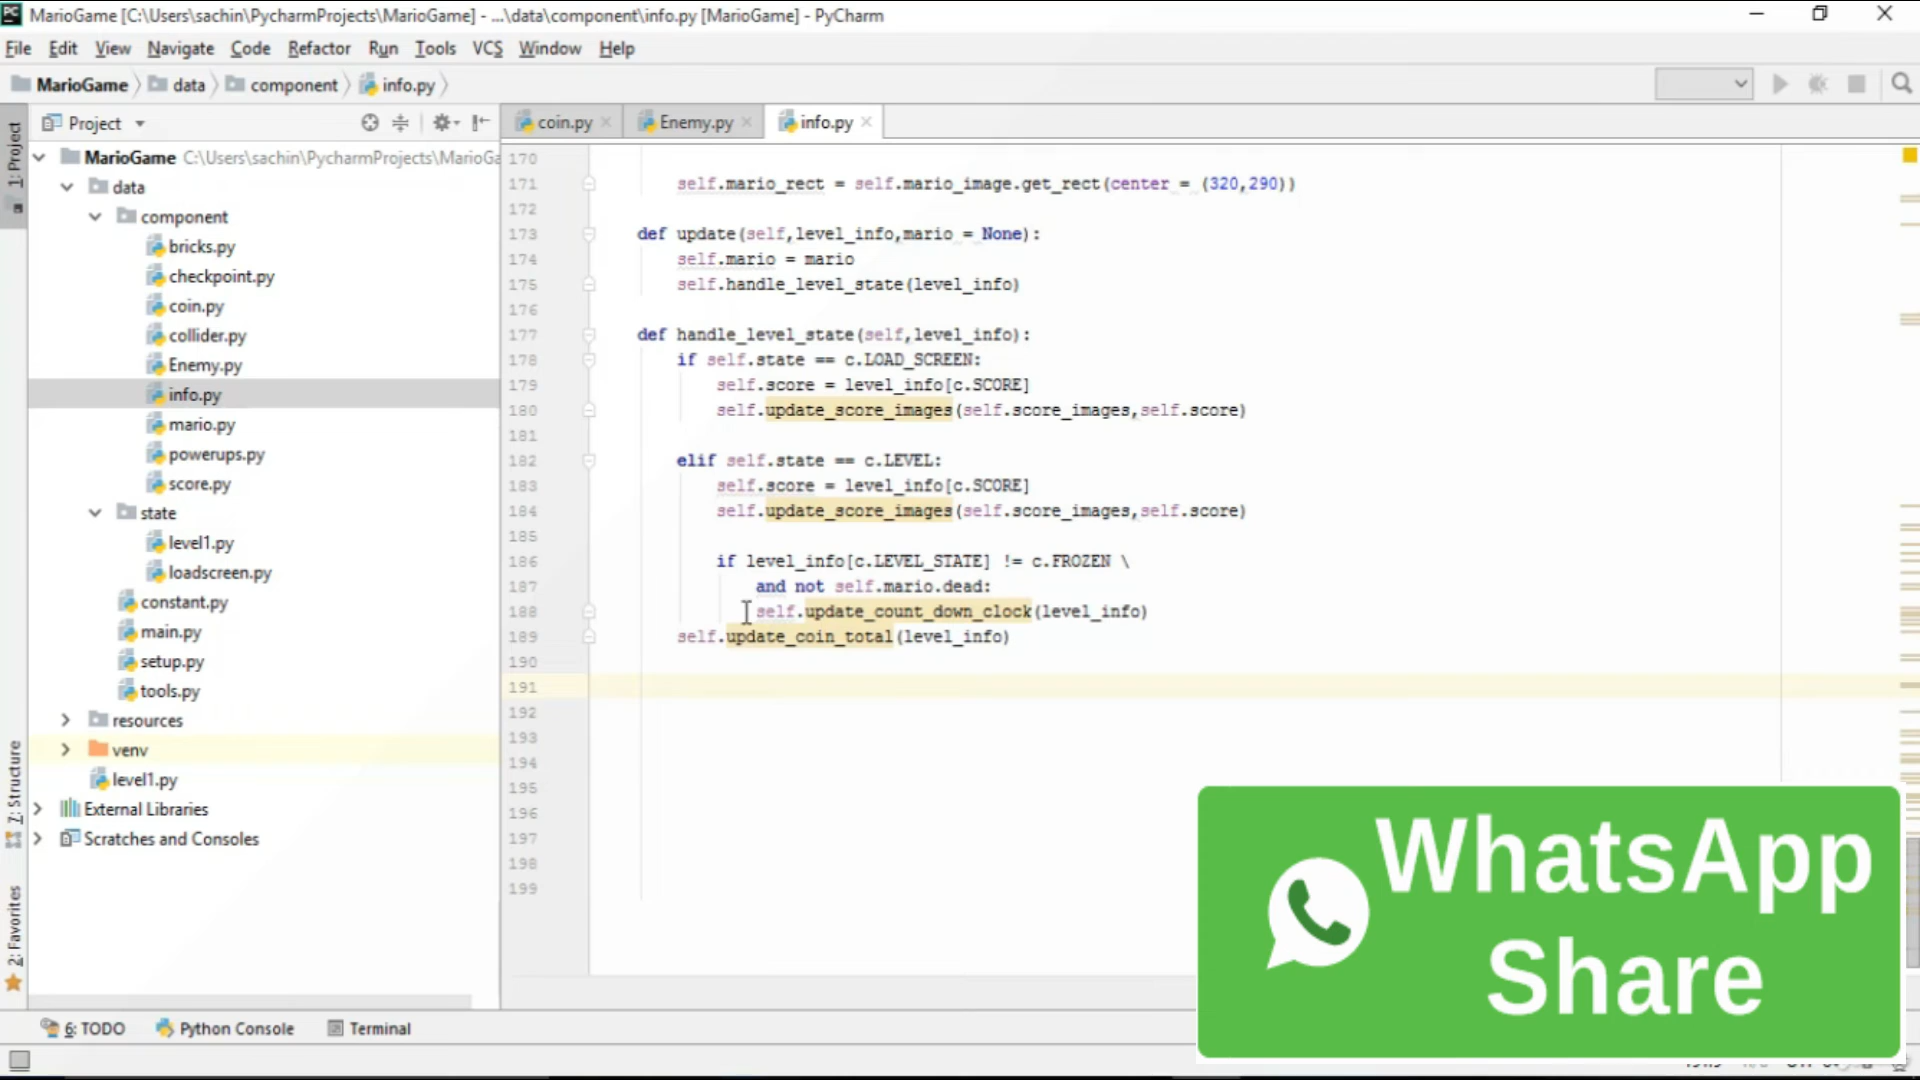 MarioGame [C:\Users\sachin\PycharmProjects\MarioGame] - ...\data\component\info.py [MarioGame] - PyCharm
File Edit View Navigate Code Refactor Run Tools VCS Window Help
MarioGame data component info.py
1: Project
7: Structure
2: Favorites
Project
MarioGame C:\Users\sachin\PycharmProjects\MarioGa
data
component
bricks.py
checkpoint.py
coin.py
collider.py
Enemy.py
info.py
mario.py
powerups.py
score.py
state
level1.py
loadscreen.py
constant.py
main.py
setup.py
tools.py
resources
venv
level1.py
External Libraries
Scratches and Consoles
coin.py Enemy.py info.py
170
171 self.mario_rect = self.mario_image.get_rect(center = (320,290))
172
173 def update(self,level_info,mario = None):
174 self.mario = mario
175 self.handle_level_state(level_info)
176
177 def handle_level_state(self,level_info):
178 if self.state == c.LOAD_SCREEN:
179 self.score = level_info[c.SCORE]
180 self.update_score_images(self.score_images,self.score)
181
182 elif self.state == c.LEVEL:
183 self.score = level_info[c.SCORE]
184 self.update_score_images(self.score_images,self.score)
185
186 if level_info[c.LEVEL_STATE] != c.FROZEN \
187 and not self.mario.dead:
188 self.update_count_down_clock(level_info)
189 self.update_coin_total(level_info)
190
191
192
193
194
195
196
197
198
199
WhatsApp
Share
6: TODO Python Console Terminal